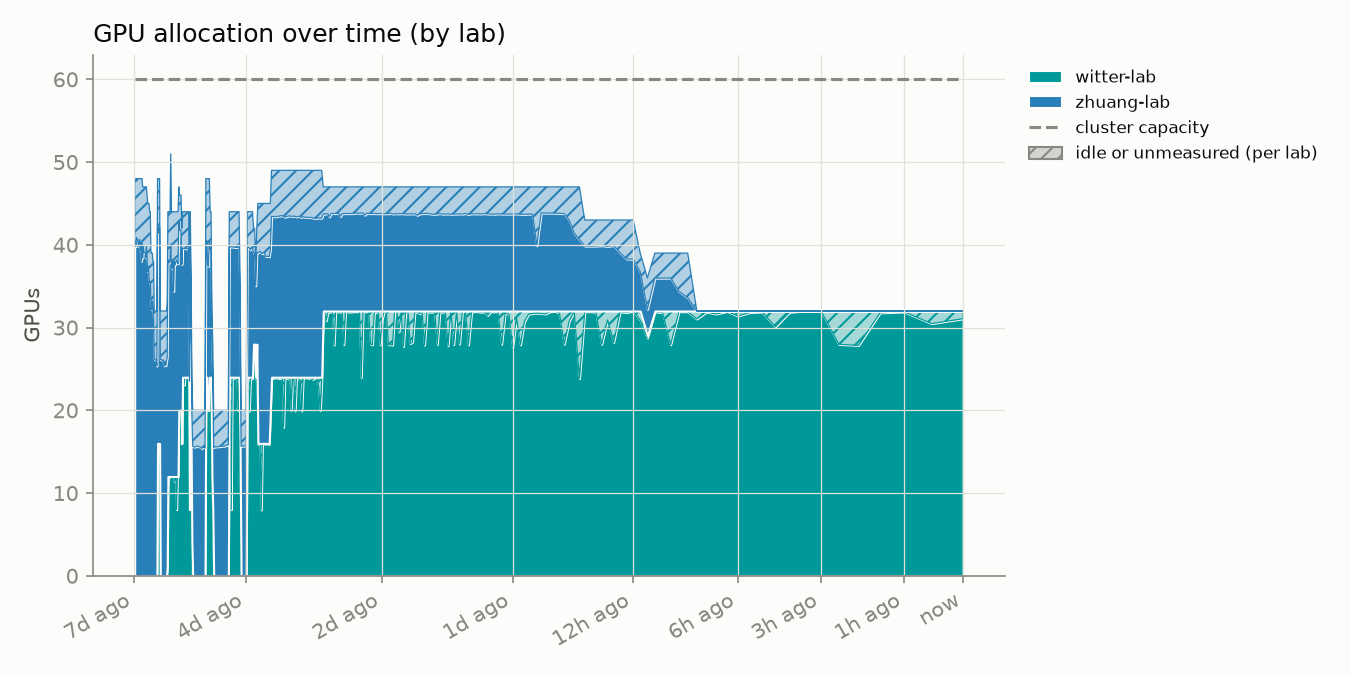 GPU allocation over time (by lab)
60
50
40
30
20
10
0
GPUs
7d ago
4d ago
2d ago
1d ago
12h ago
6h ago
3h ago
1h ago
now
witter-lab
zhuang-lab
cluster capacity
idle or unmeasured (per lab)